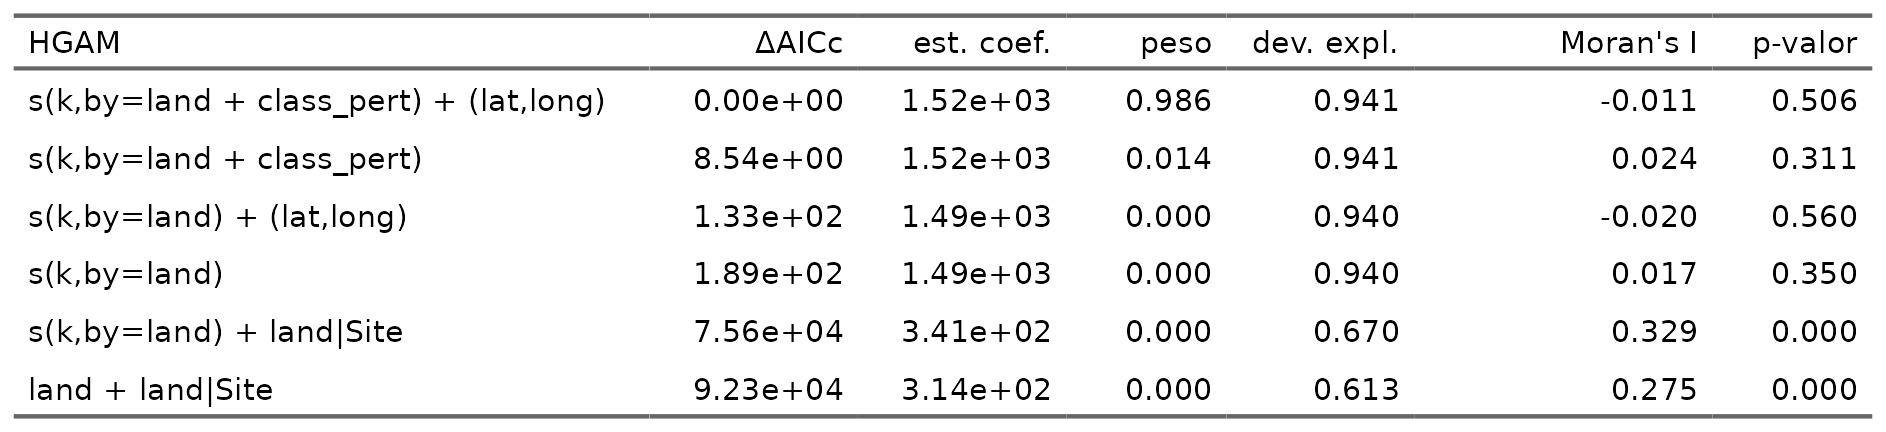 HGAM ΔAICc est. coef. peso dev. expl. Moran's I p-valor
s(k,by=land + class_pert) + (lat,long) 0.00e+00 1.52e+03 0.986 0.941 -0.011 0.506
s(k,by=land + class_pert) 8.54e+00 1.52e+03 0.014 0.941 0.024 0.311
s(k,by=land) + (lat,long) 1.33e+02 1.49e+03 0.000 0.940 -0.020 0.560
s(k,by=land) 1.89e+02 1.49e+03 0.000 0.940 0.017 0.350
s(k,by=land) + land|Site 7.56e+04 3.41e+02 0.000 0.670 0.329 0.000
land + land|Site 9.23e+04 3.14e+02 0.000 0.613 0.275 0.000